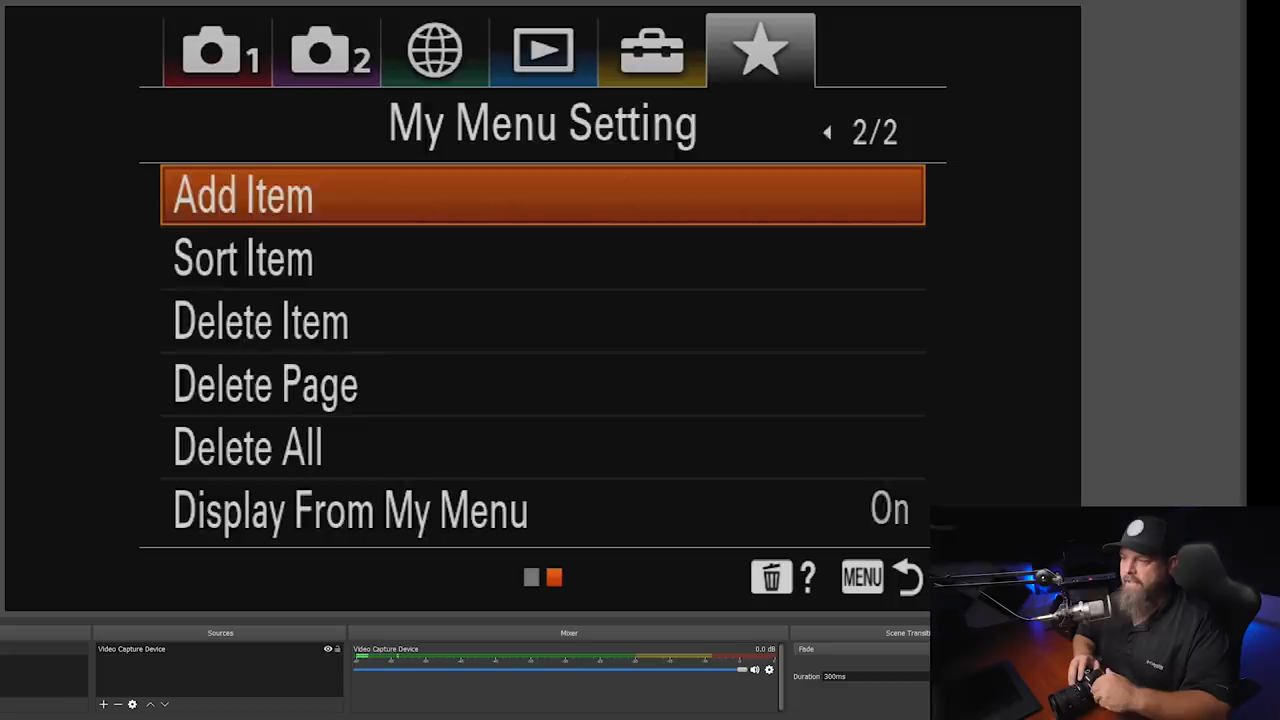 1
2
My Menu Setting
2/2
Add Item
Sort Item
Delete Item
Delete Page
Delete All
Display From My Menu
On
?
MENU
Sources
Mixer
Scene Transiti
Video Capture Device
Video Capture Device
0.0 dB
Fade
Duration 300ms